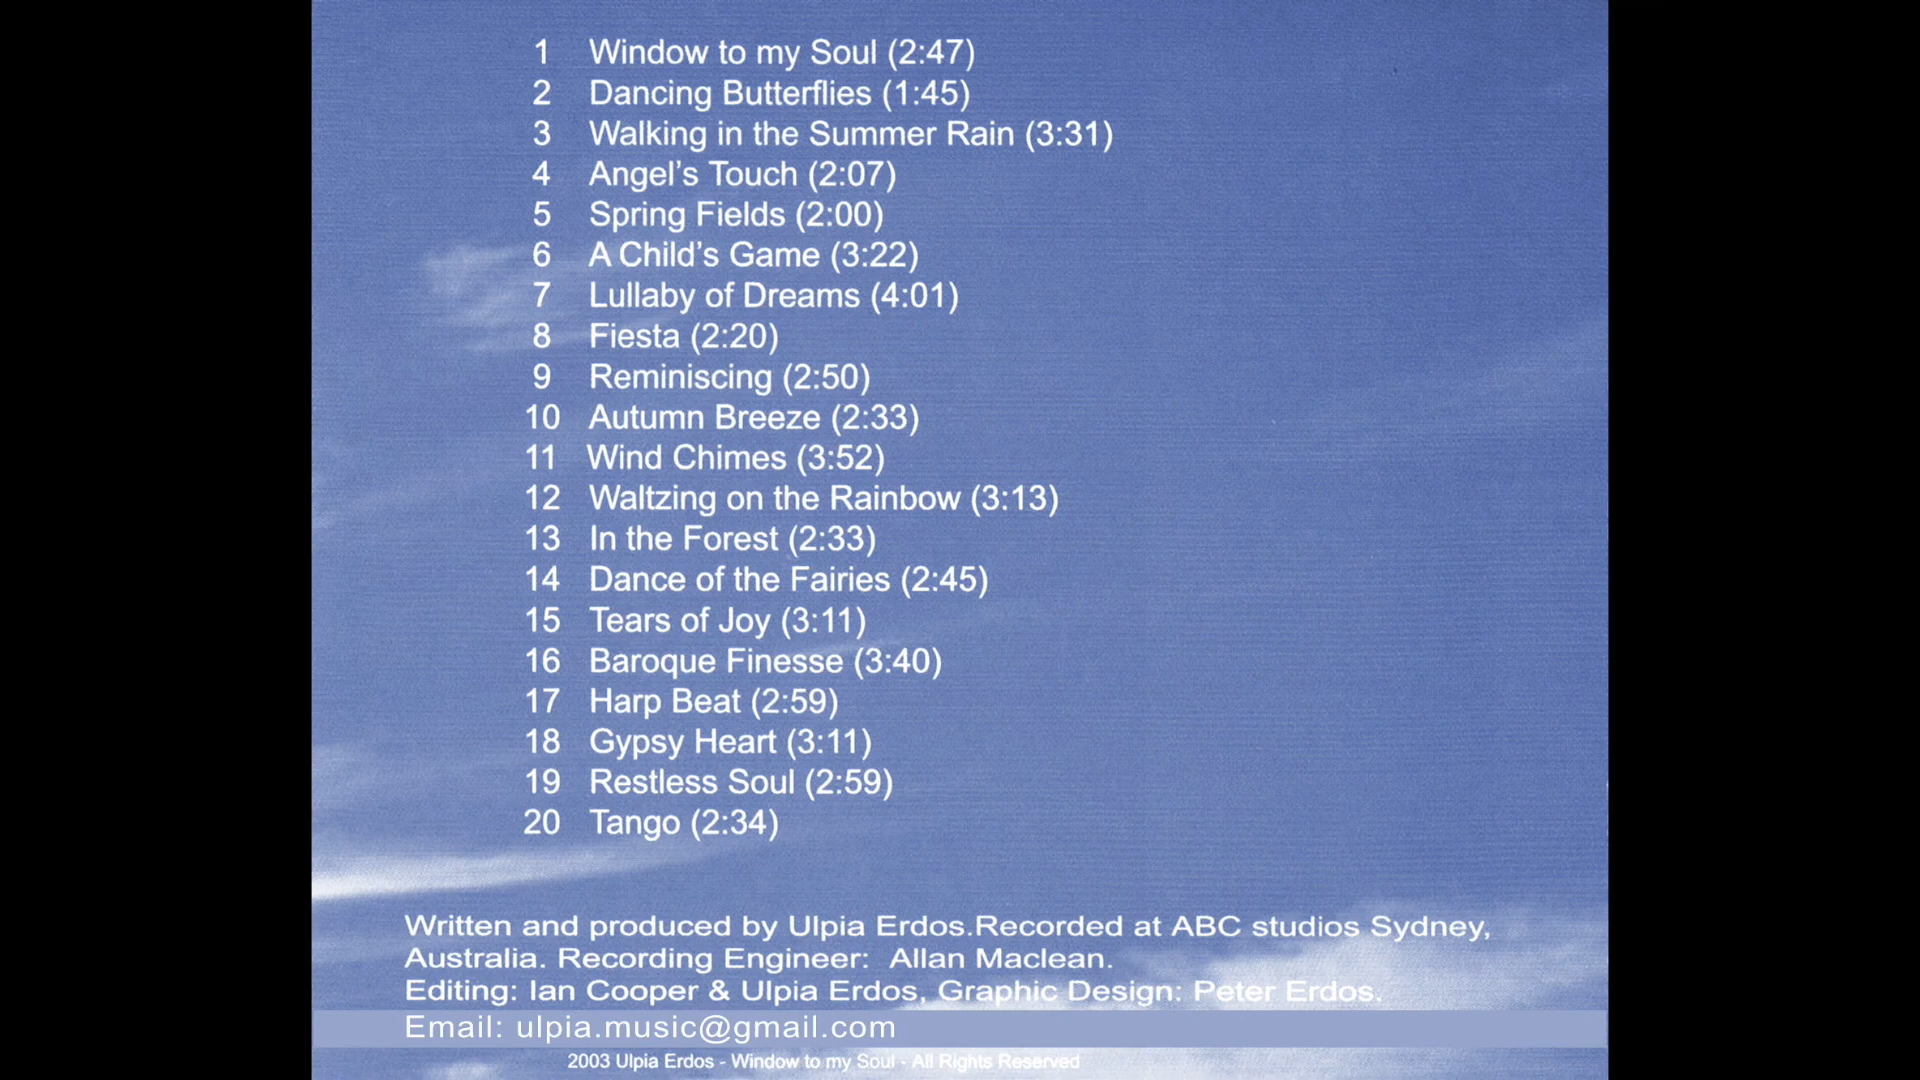 1 Window to my Soul (2:47)
2 Dancing Butterflies (1:45)
3 Walking in the Summer Rain (3:31)
4 Angel’s Touch (2:07)
5 Spring Fields (2:00)
6 A Child’s Game (3:22)
7 Lullaby of Dreams (4:01)
8 Fiesta (2:20)
9 Reminiscing (2:50)
10 Autumn Breeze (2:33)
11 Wind Chimes (3:52)
12 Waltzing on the Rainbow (3:13)
13 In the Forest (2:33)
14 Dance of the Fairies (2:45)
15 Tears of Joy (3:11)
16 Baroque Finesse (3:40)
17 Harp Beat (2:59)
18 Gypsy Heart (3:11)
19 Restless Soul (2:59)
20 Tango (2:34)
Written and produced by Ulpia Erdos.Recorded at ABC studios Sydney,
Australia. Recording Engineer: Allan Maclean.
Editing: Ian Cooper & Ulpia Erdos, Graphic Design: Peter Erdos.
Email: ulpia.music@gmail.com
2003 Ulpia Erdos - Window to my Soul - All Rights Reserved